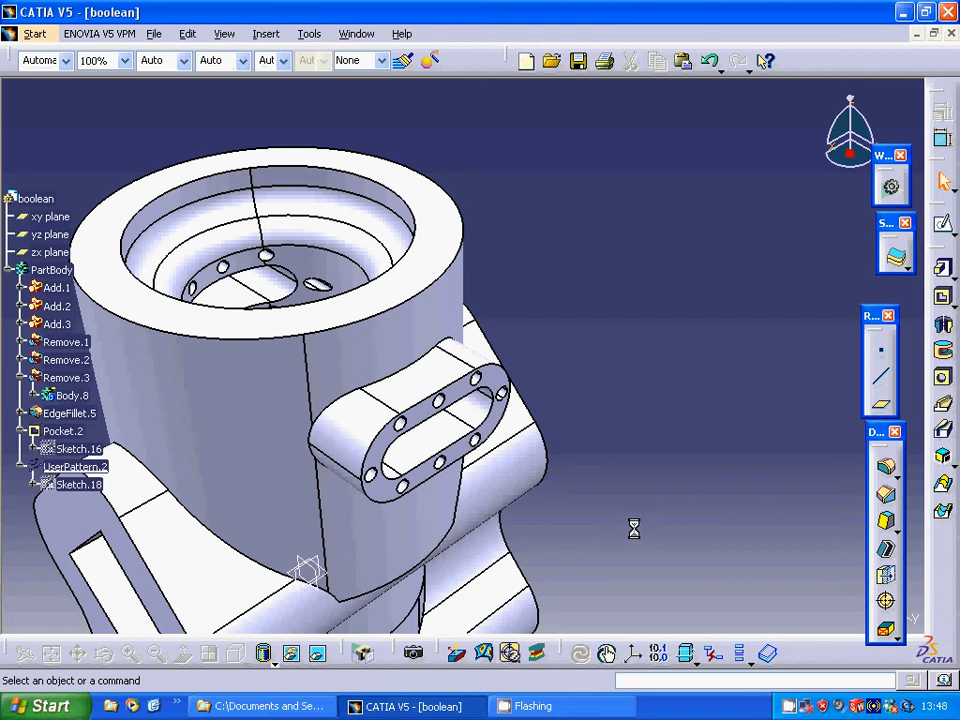 CATIA V5 - [boolean]
Start ENOVIA V5 VPM File Edit View Insert Tools Window Help
Automa 100% Auto Auto Aut Aut None
W...
S...
R...
D...
boolean
xy plane
yz plane
zx plane
PartBody
Add.1
Add.2
Add.3
Remove.1
Remove.2
Remove.3
Body.8
EdgeFillet.5
Pocket.2
Sketch.16
UserPattern.2
Sketch.18
y
10.1
10.0
CATIA
Select an object or a command
Start C:\Documents and Se... CATIA V5 - [boolean] Flashing 13:48